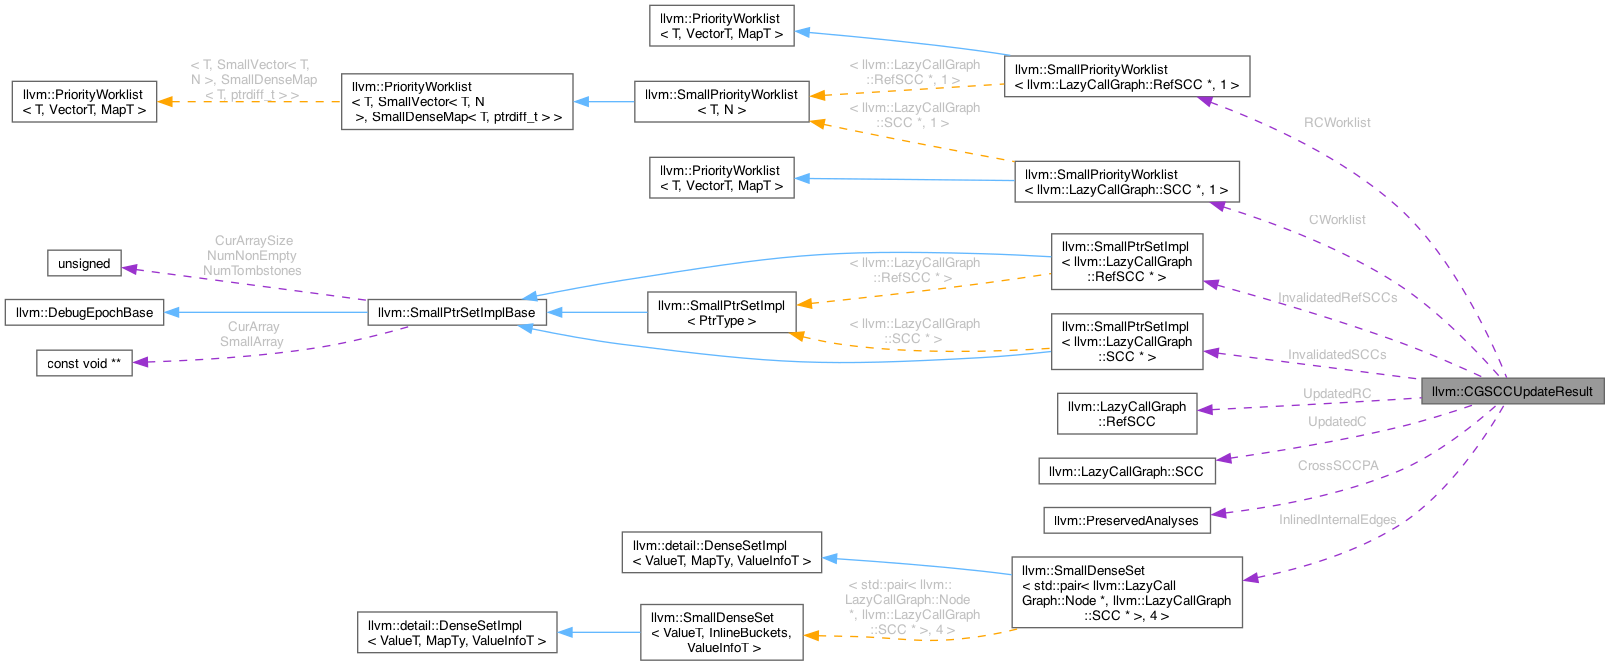 llvm::PriorityWorklist
< T, VectorT, MapT >
< T, SmallVector< T,
N >, SmallDenseMap
< T, ptrdiff_t > >
llvm::PriorityWorklist
< T, VectorT, MapT >
llvm::PriorityWorklist
< T, SmallVector< T, N
>, SmallDenseMap< T, ptrdiff_t > >
llvm::SmallPriorityWorklist
< T, N >
< llvm::LazyCallGraph
::RefSCC *, 1 >
< llvm::LazyCallGraph
::SCC *, 1 >
llvm::SmallPriorityWorklist
< llvm::LazyCallGraph::RefSCC *, 1 >
RCWorklist
llvm::PriorityWorklist
< T, VectorT, MapT >
llvm::SmallPriorityWorklist
< llvm::LazyCallGraph::SCC *, 1 >
CWorklist
unsigned
CurArraySize
NumNonEmpty
NumTombstones
llvm::DebugEpochBase
CurArray
SmallArray
const void **
llvm::SmallPtrSetImplBase
llvm::SmallPtrSetImpl
< PtrType >
< llvm::LazyCallGraph
::RefSCC * >
< llvm::LazyCallGraph
::SCC * >
llvm::SmallPtrSetImpl
< llvm::LazyCallGraph
::RefSCC * >
InvalidatedRefSCCs
llvm::SmallPtrSetImpl
< llvm::LazyCallGraph
::SCC * >
InvalidatedSCCs
llvm::CGSCCUpdateResult
llvm::LazyCallGraph
::RefSCC
UpdatedRC
llvm::LazyCallGraph::SCC
UpdatedC
llvm::PreservedAnalyses
CrossSCCPA
InlinedInternalEdges
llvm::detail::DenseSetImpl
< ValueT, MapTy, ValueInfoT >
llvm::SmallDenseSet
< std::pair< llvm::LazyCall
Graph::Node *, llvm::LazyCallGraph
::SCC * >, 4 >
< std::pair< llvm::
LazyCallGraph::Node
*, llvm::LazyCallGraph
::SCC * >, 4 >
llvm::detail::DenseSetImpl
< ValueT, MapTy, ValueInfoT >
llvm::SmallDenseSet
< ValueT, InlineBuckets,
ValueInfoT >